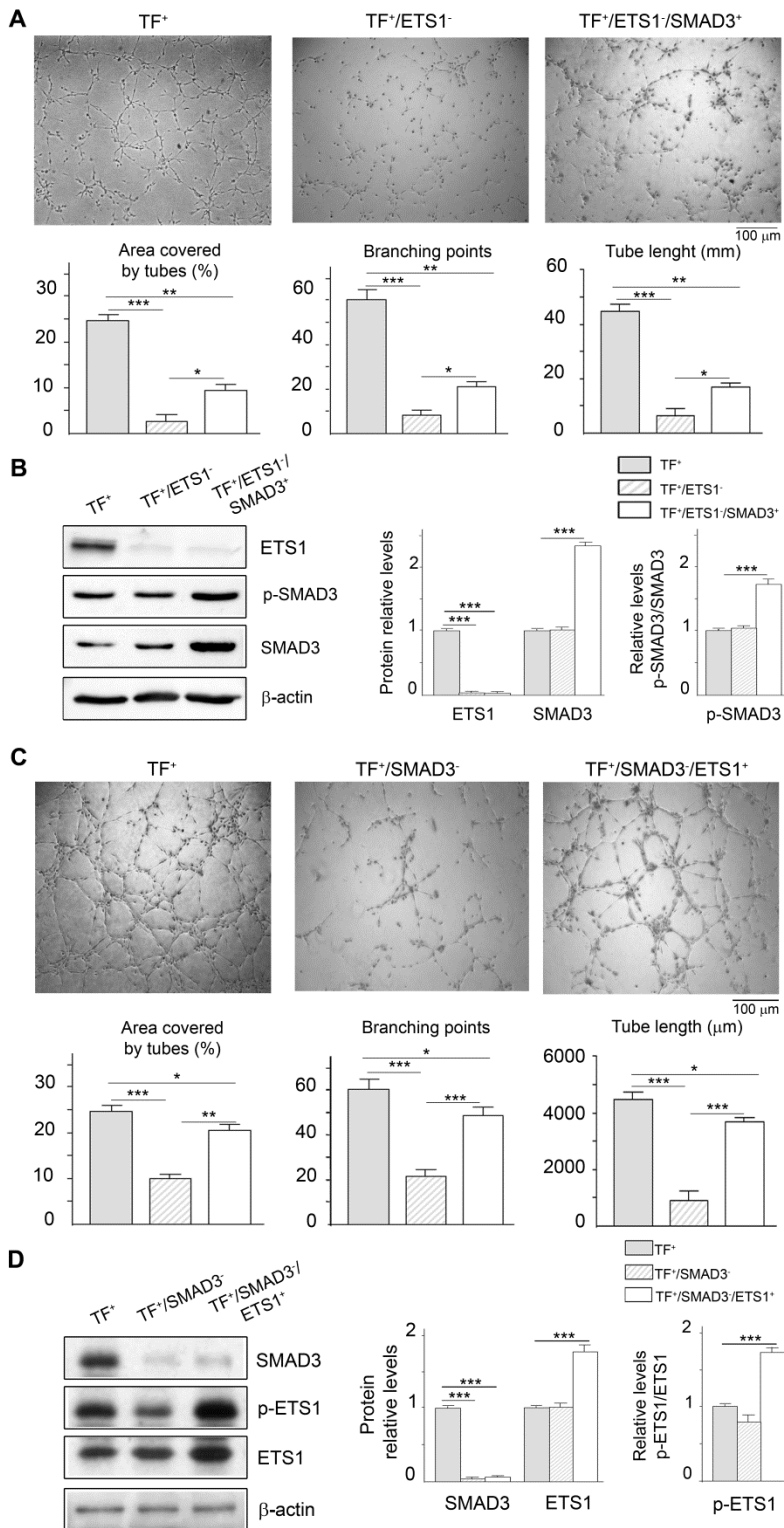 A
TF⁺
TF⁺/ETS1⁻
TF⁺/ETS1⁻/SMAD3⁺
100 µm
Area covered
by tubes (%)
30
20
10
0
***
**
*
Branching points
60
40
20
0
***
**
*
Tube lenght (mm)
60
40
20
0
***
**
*
B
TF⁺
TF⁺/ETS1⁻
TF⁺/ETS1⁻/
SMAD3⁺
ETS1
p-SMAD3
SMAD3
β-actin
TF⁺
TF⁺/ETS1⁻
TF⁺/ETS1⁻/SMAD3⁺
Protein relative levels
2
1
0
***
***
***
ETS1
SMAD3
Relative levels
p-SMAD3/SMAD3
2
1
0
***
p-SMAD3
C
TF⁺
TF⁺/SMAD3⁻
TF⁺/SMAD3⁻/ETS1⁺
100 µm
Area covered
by tubes (%)
30
20
10
0
*
***
**
Branching points
60
40
20
0
*
***
***
Tube length (µm)
6000
4000
2000
0
*
***
***
D
TF⁺
TF⁺/SMAD3⁻
TF⁺/SMAD3⁻/
ETS1⁺
SMAD3
p-ETS1
ETS1
β-actin
TF⁺
TF⁺/SMAD3⁻
TF⁺/SMAD3⁻/ETS1⁺
Protein
relative levels
2
1
0
***
***
***
SMAD3
ETS1
Relative levels
p-ETS1/ETS1
2
1
0
***
p-ETS1